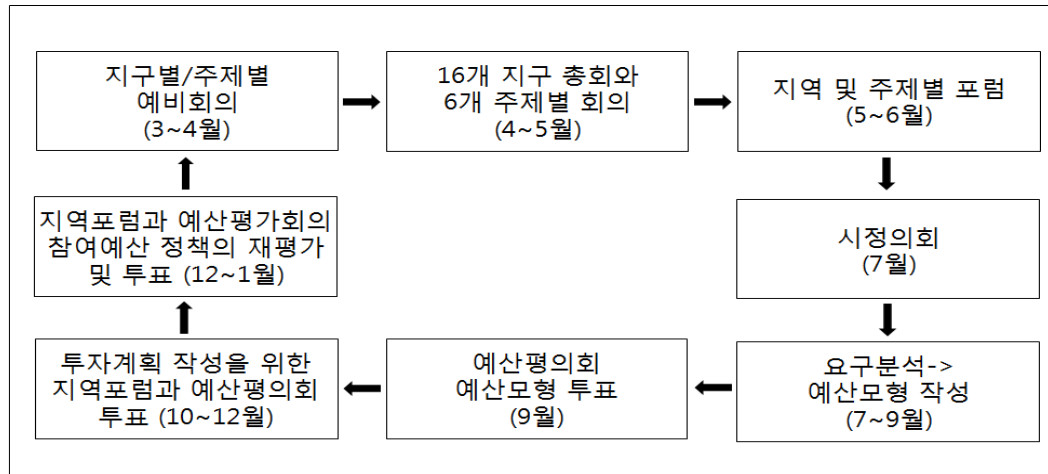 지구별/주제별
예비회의
(3~4월)
16개 지구 총회와
6개 주제별 회의
(4~5월)
지역 및 주제별 포럼
(5~6월)
시정의회
(7월)
요구분석->
예산모형 작성
(7~9월)
예산평의회
예산모형 투표
(9월)
투자계획 작성을 위한
지역포럼과 예산평의회
투표 (10~12월)
지역포럼과 예산평가회의
참여예산 정책의 재평가
및 투표 (12~1월)